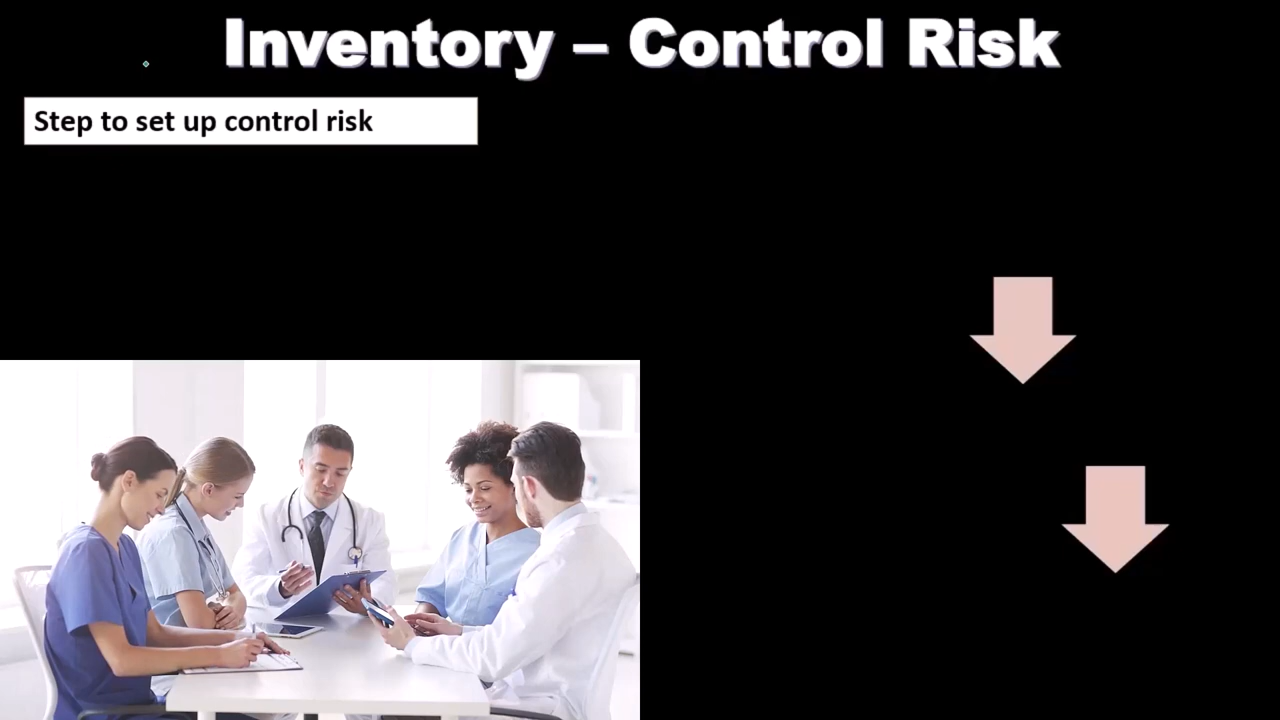 Inventory – Control Risk
Step to set up control risk